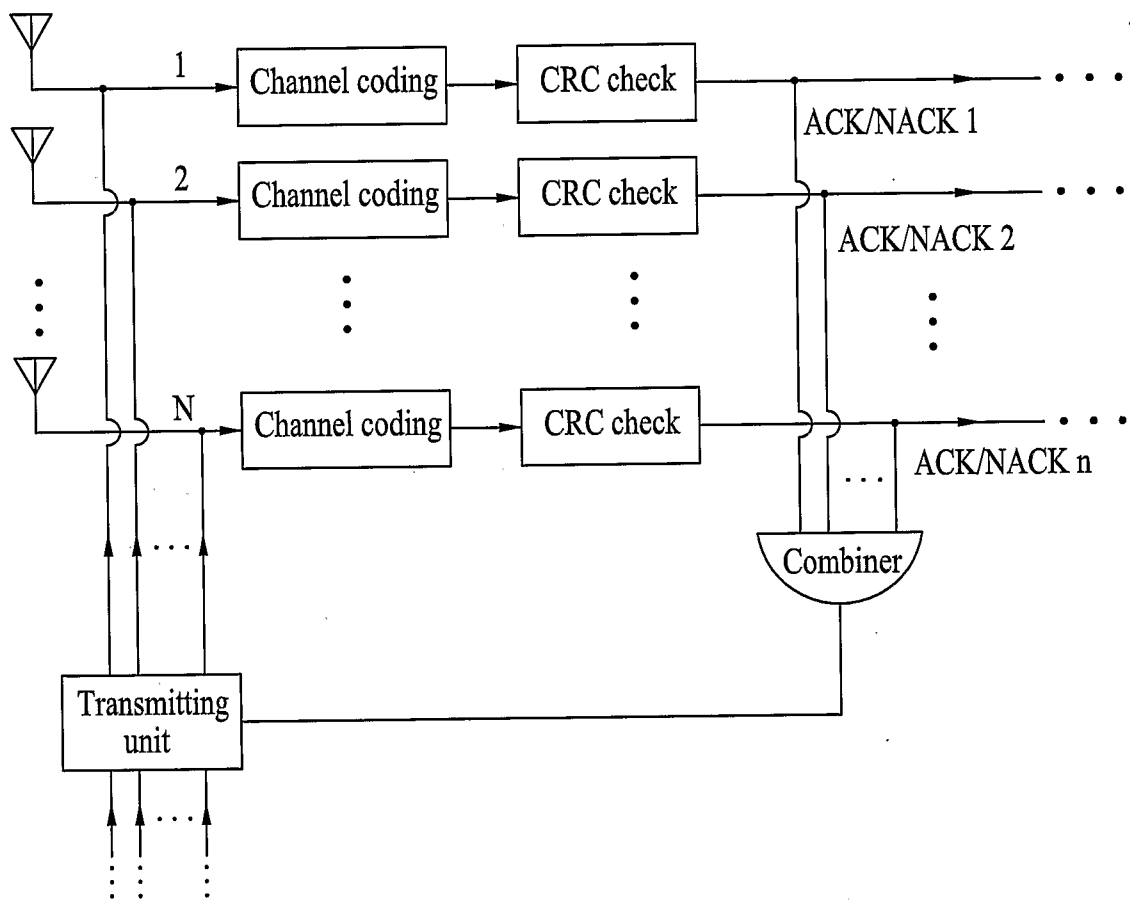 1
Channel coding
CRC check
ACK/NACK 1
2
Channel coding
CRC check
ACK/NACK 2
N
Channel coding
CRC check
ACK/NACK n
Combiner
Transmitting
unit